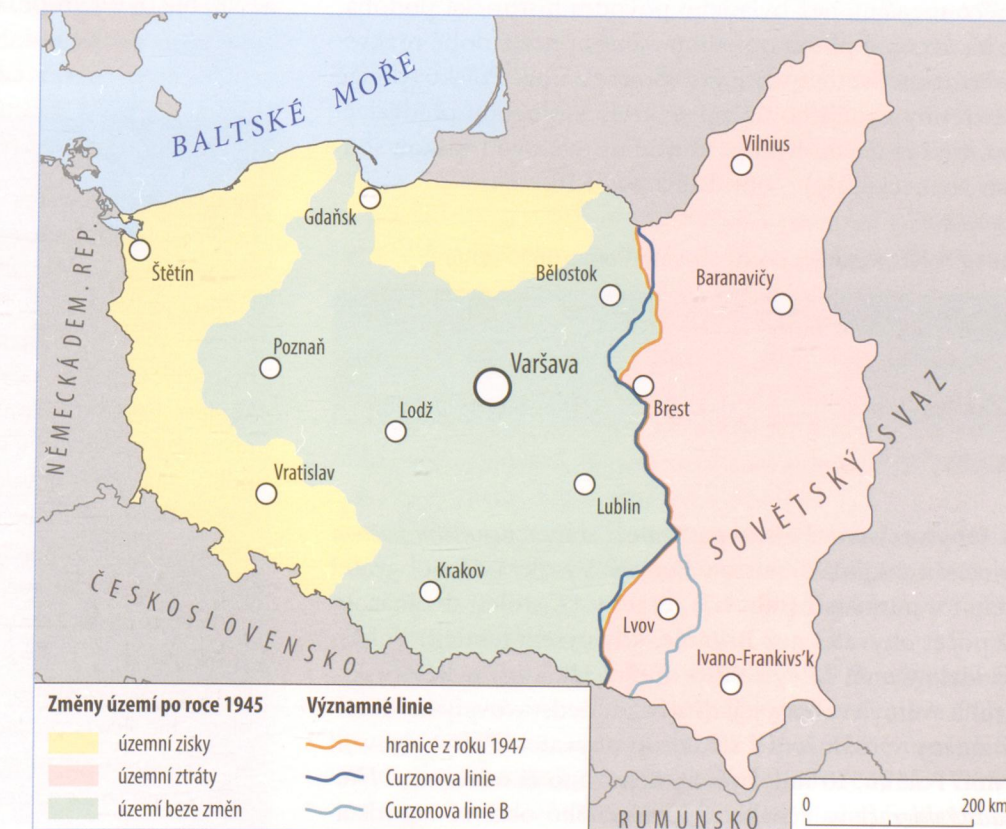 BALTSKÉ MOŘE
Vilnius
Gdaňsk
Štětín
Bělostok
Baranavičy
NĚMECKÁ DEM. REP.
Poznaň
Varšava
Lodž
Brest
SOVĚTSKÝ SVAZ
Vratislav
Lublin
Krakov
ČESKOSLOVENSKO
Lvov
Ivano-Frankivs'k
Změny území po roce 1945
územní zisky
územní ztráty
území beze změn
Významné linie
hranice z roku 1947
Curzonova linie
Curzonova linie B
RUMUNSKO
0 200 km